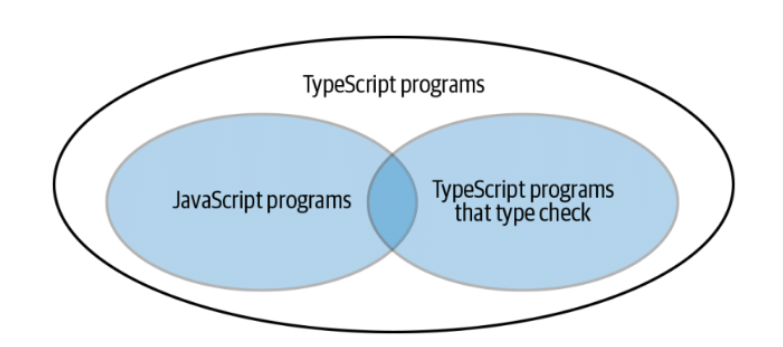 TypeScript programs
JavaScript programs
TypeScript programs
that type check